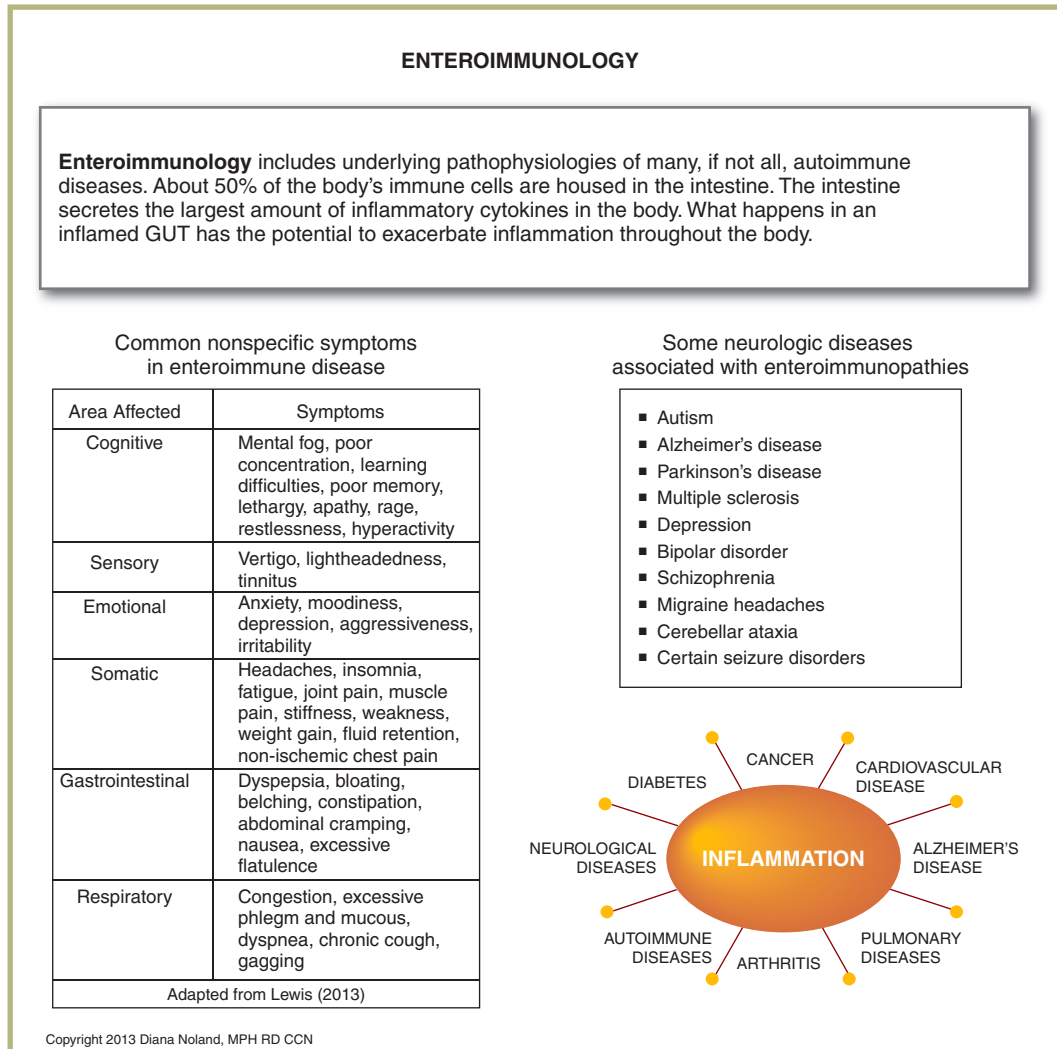 ENTEROIMMUNOLOGY
Enteroimmunology includes underlying pathophysiologies of many, if not all, autoimmune
diseases. About 50% of the body's immune cells are housed in the intestine. The intestine
secretes the largest amount of inflammatory cytokines in the body. What happens in an
inflamed GUT has the potential to exacerbate inflammation throughout the body.
Common nonspecific symptoms
in enteroimmune disease
Area Affected Symptoms
Cognitive Mental fog, poor
concentration, learning
difficulties, poor memory,
lethargy, apathy, rage,
restlessness, hyperactivity
Sensory Vertigo, lightheadedness,
tinnitus
Emotional Anxiety, moodiness,
depression, aggressiveness,
irritability
Somatic Headaches, insomnia,
fatigue, joint pain, muscle
pain, stiffness, weakness,
weight gain, fluid retention,
non-ischemic chest pain
Gastrointestinal Dyspepsia, bloating,
belching, constipation,
abdominal cramping,
nausea, excessive
flatulence
Respiratory Congestion, excessive
phlegm and mucous,
dyspnea, chronic cough,
gagging
Adapted from Lewis (2013)
Some neurologic diseases
associated with enteroimmunopathies
■ Autism
■ Alzheimer's disease
■ Parkinson's disease
■ Multiple sclerosis
■ Depression
■ Bipolar disorder
■ Schizophrenia
■ Migraine headaches
■ Cerebellar ataxia
■ Certain seizure disorders
INFLAMMATION
CANCER
CARDIOVASCULAR
DISEASE
ALZHEIMER'S
DISEASE
PULMONARY
DISEASES
ARTHRITIS
AUTOIMMUNE
DISEASES
NEUROLOGICAL
DISEASES
DIABETES
Copyright 2013 Diana Noland, MPH RD CCN